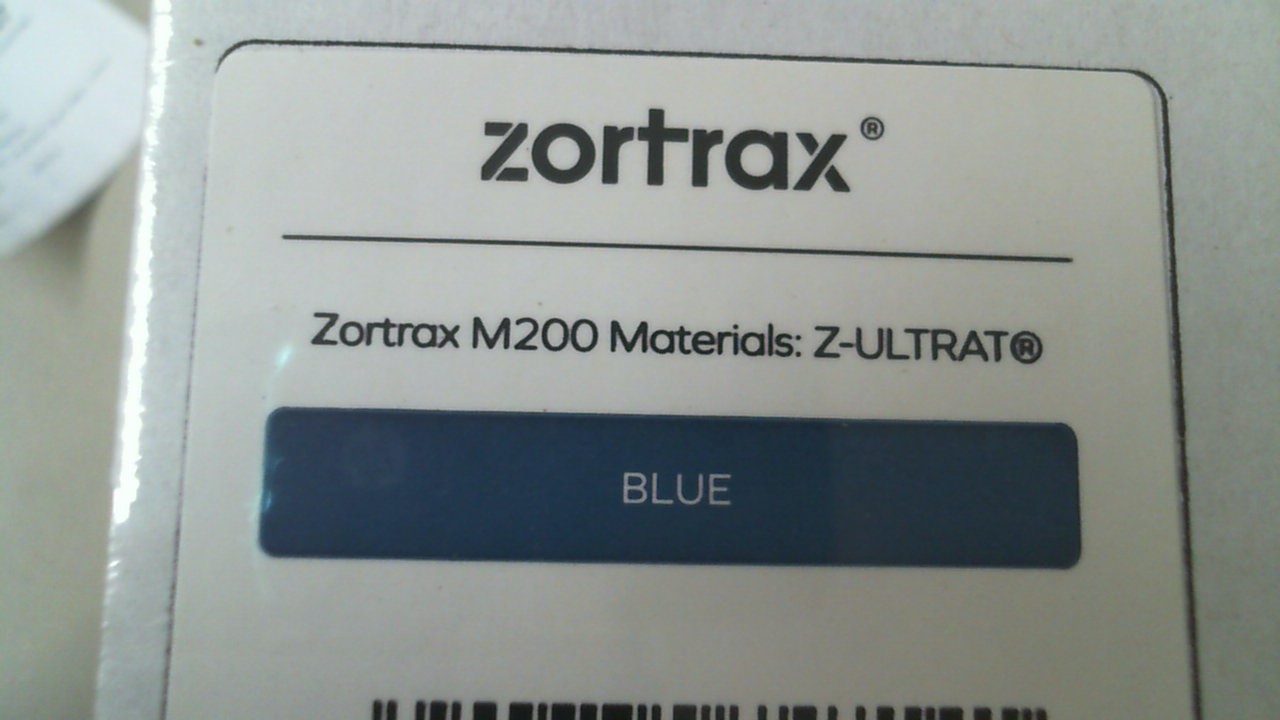 zortrax®
Zortrax M200 Materials: Z-ULTRAT®
BLUE